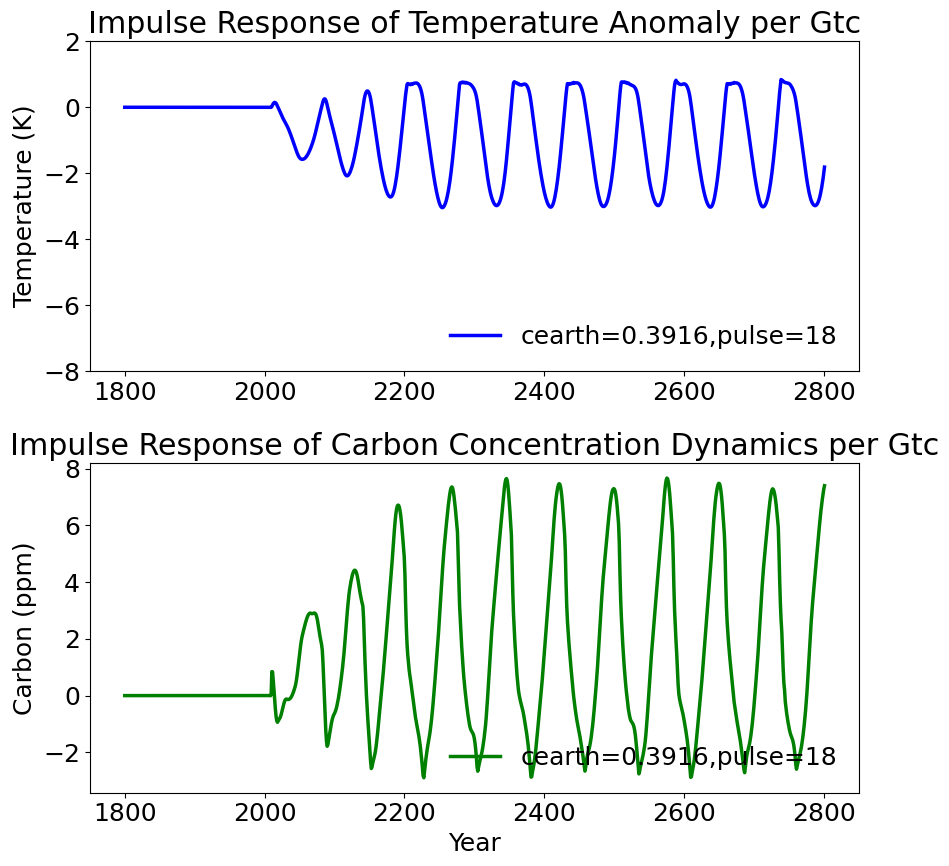 Impulse Response of Temperature Anomaly per Gtc
2
0
−2
−4
−6
−8
Temperature (K)
cearth=0.3916,pulse=18
1800 2000 2200 2400 2600 2800
Impulse Response of Carbon Concentration Dynamics per Gtc
8
6
4
2
0
−2
Carbon (ppm)
cearth=0.3916,pulse=18
1800 2000 2200 2400 2600 2800
Year